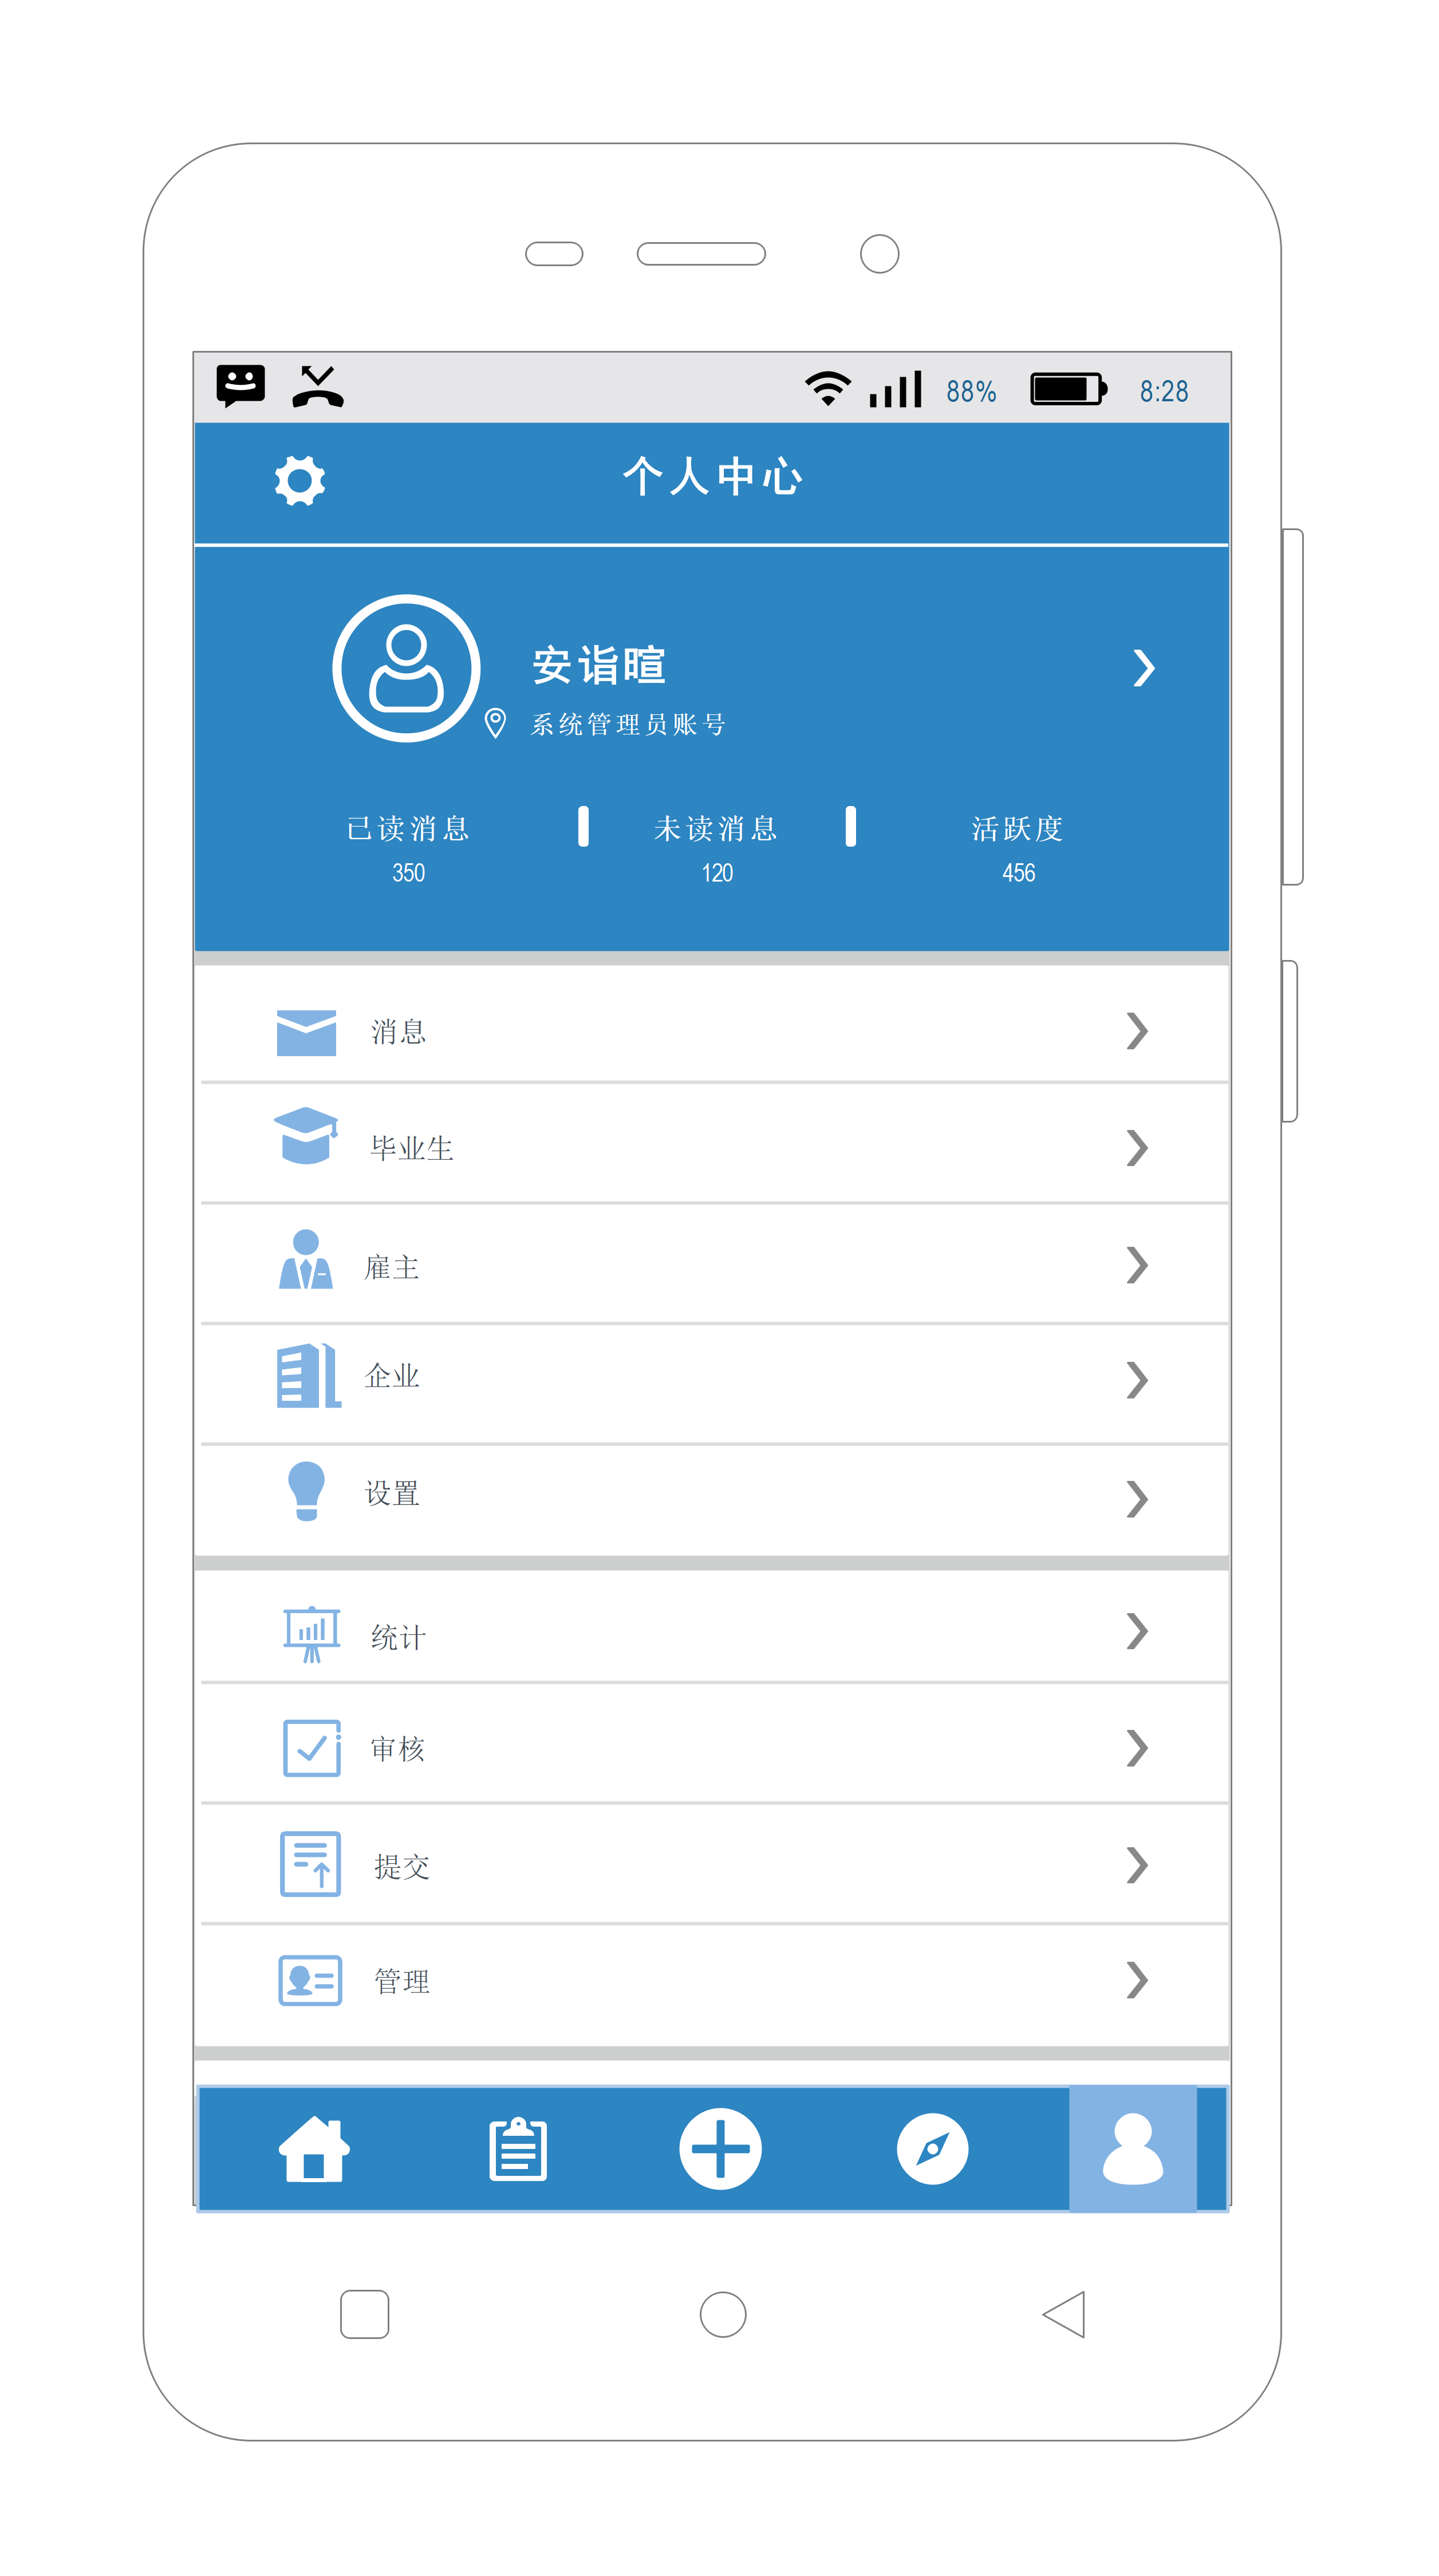 88% 8:28
个人中心
安诣暄
系统管理员账号
已读消息 未读消息 活跃度
350 120 456
消息
毕业生
雇主
企业
设置
统计
审核
提交
管理